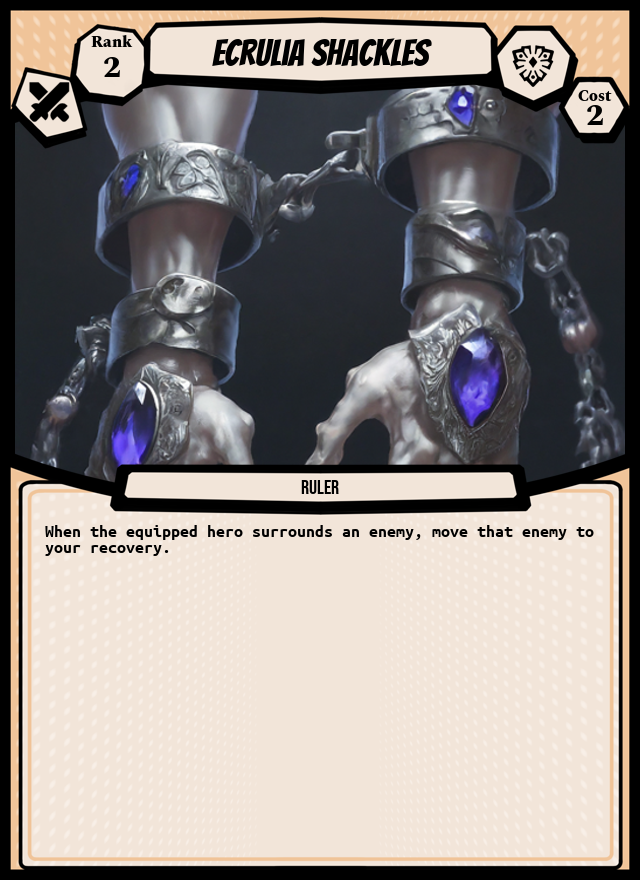 Rank
2
ECRULIA SHACKLES
Cost
2
RULER
When the equipped hero surrounds an enemy, move that enemy to
your recovery.